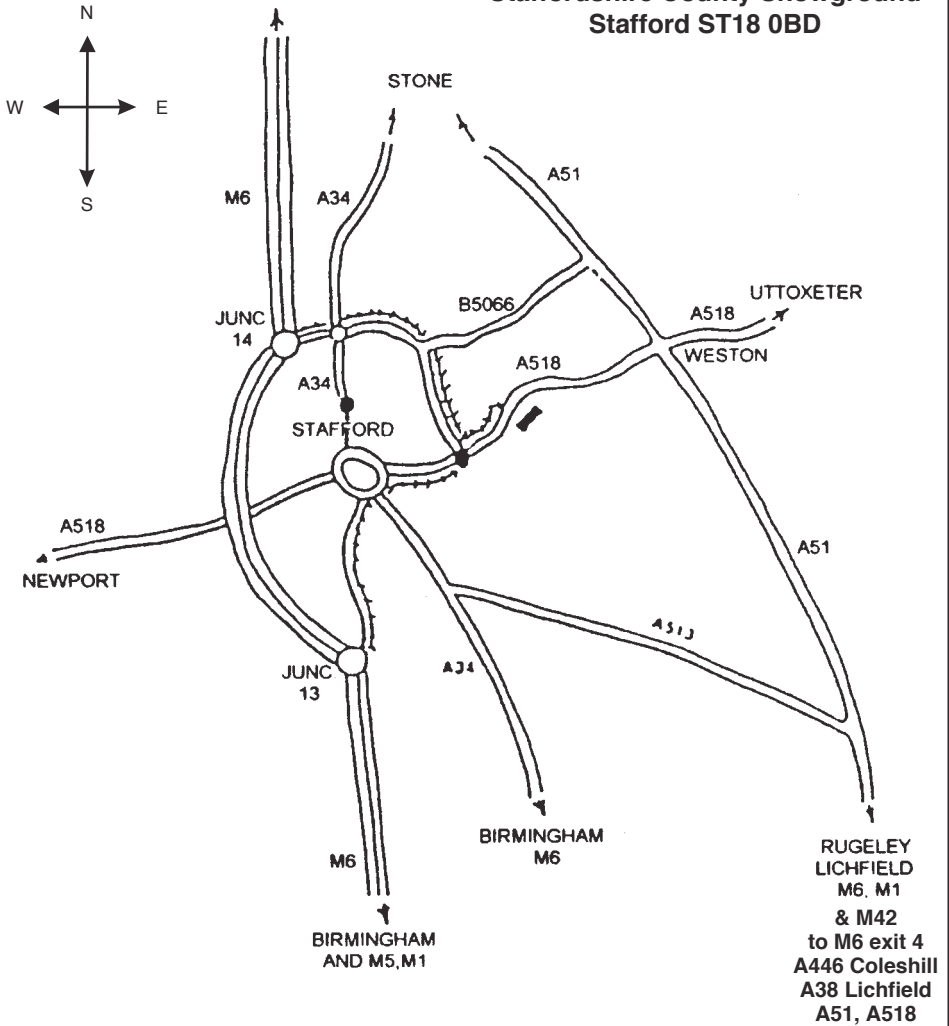 Staffordshire County Showground
Stafford ST18 0BD
N
W
E
S
STONE
A51
M6
A34
B5066
UTTOXETER
A518
JUNC
14
WESTON
A518
A34
STAFFORD
A518
NEWPORT
A51
A513
A34
JUNC
13
BIRMINGHAM
M6
M6
RUGELEY
LICHFIELD
M6, M1
& M42
to M6 exit 4
A446 Coleshill
A38 Lichfield
A51, A518
BIRMINGHAM
AND M5,M1